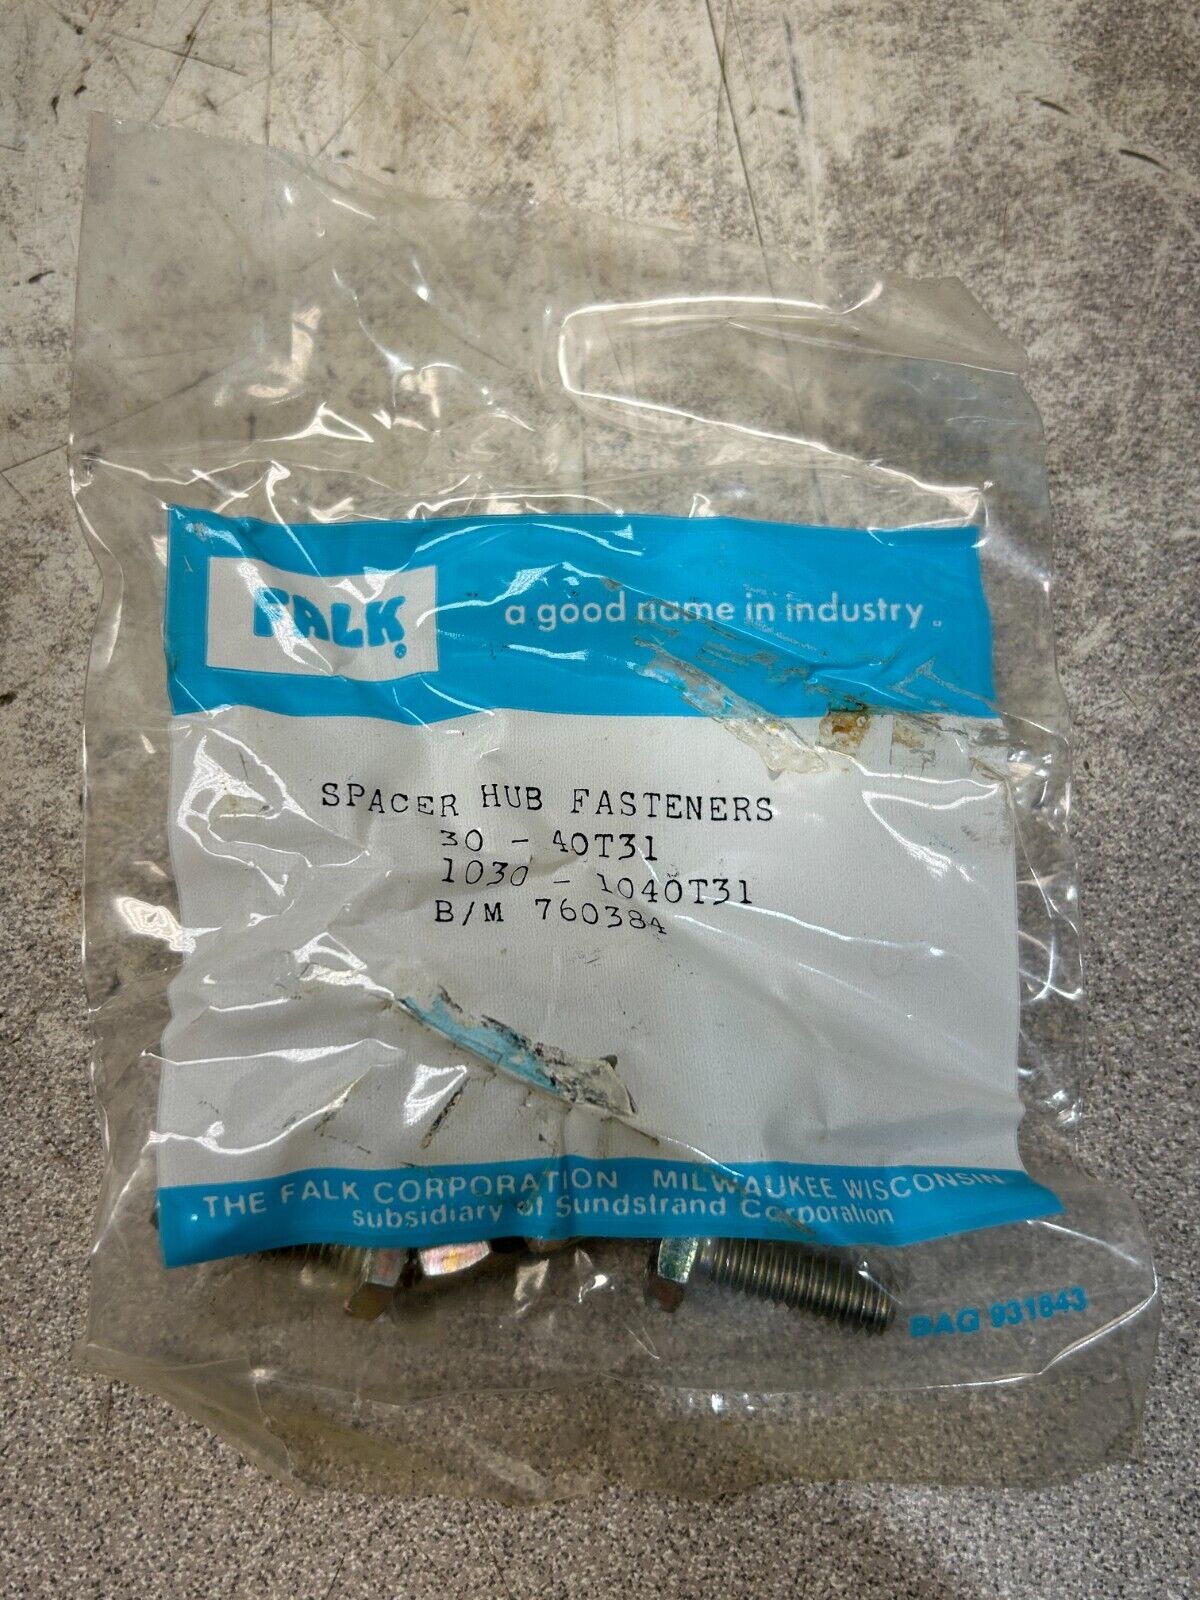 FALK®
a good name in industry
SPACER HUB FASTENERS
30 - 40T31
1030 - 1040T31
B/M 760384
THE FALK CORPORATION MILWAUKEE WISCONSIN
subsidiary of Sundstrand Corporation
BAG 931843